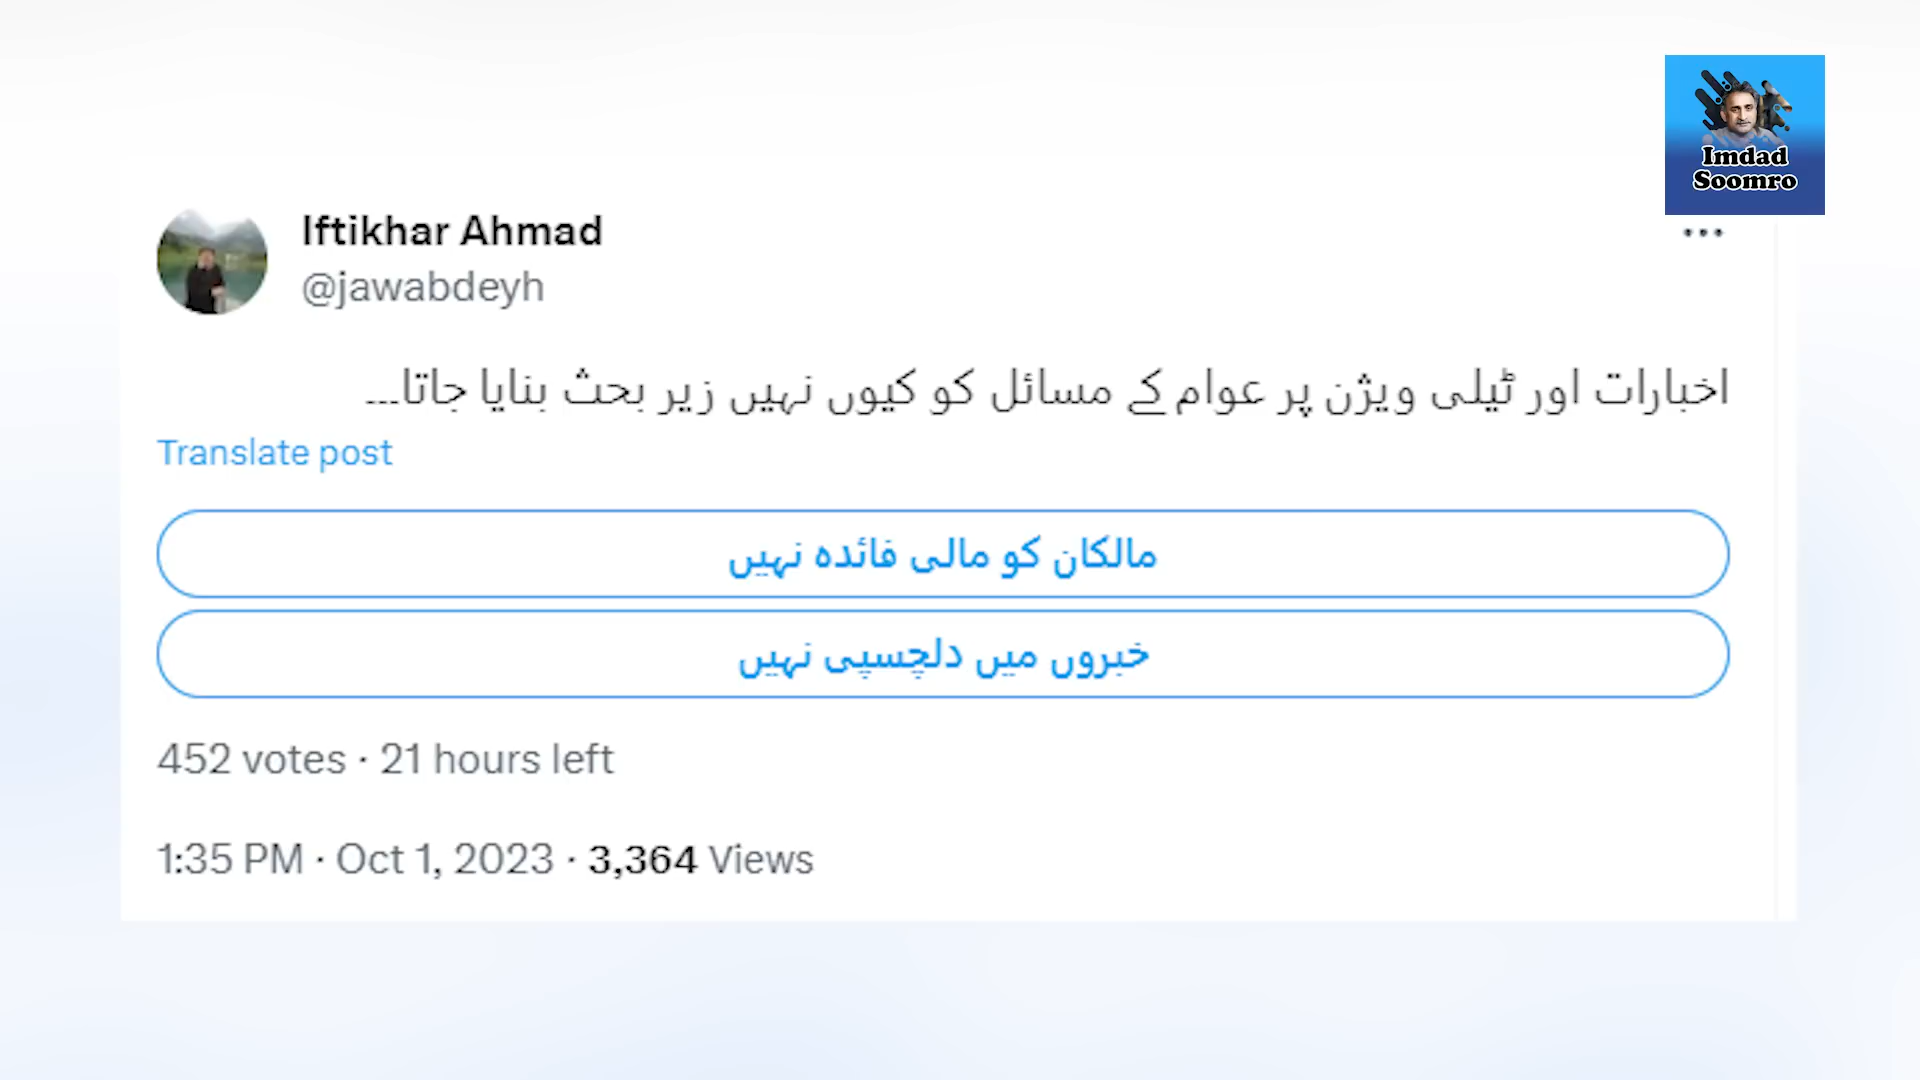 Imdad
Soomro
Iftikhar Ahmad
@jawabdeyh
اخبارات اور ٹیلی ویژن پر عوام کے مسائل کو کیوں نہیں زیر بحث بنایا جاتا۔۔۔
Translate post
مالکان کو مالی فائدہ نہیں
خبروں میں دلچسپی نہیں
452 votes · 21 hours left
1:35 PM · Oct 1, 2023 · 3,364 Views